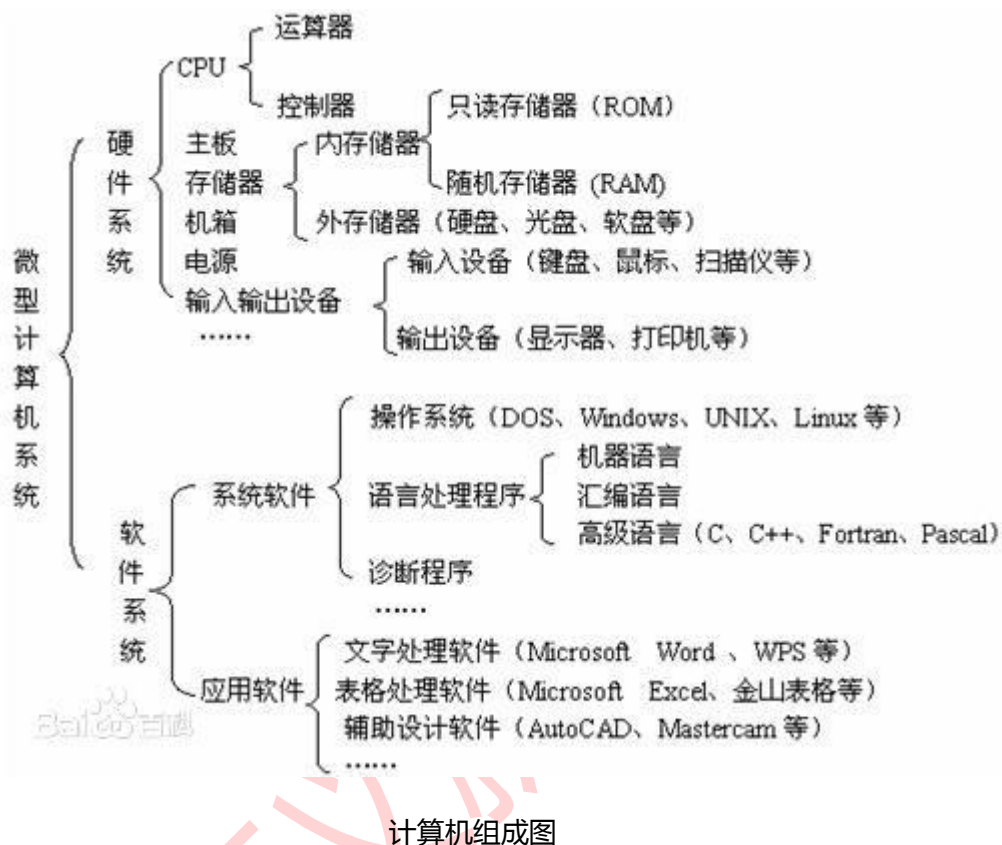 运算器
CPU
控制器
只读存储器（ROM）
硬件系统
主板
内存储器
存储器
随机存储器 (RAM)
机箱
外存储器（硬盘、光盘、软盘等）
微型计算机系统
电源
输入设备（键盘、鼠标、扫描仪等）
输入输出设备
……
输出设备（显示器、打印机等）
操作系统（DOS、Windows、UNIX、Linux 等）
机器语言
系统软件
语言处理程序
汇编语言
软件系统
高级语言（C、C++、Fortran、Pascal）
诊断程序
……
文字处理软件（Microsoft Word 、WPS 等）
应用软件
表格处理软件（Microsoft Excel、金山表格等）
辅助设计软件（AutoCAD、Mastercam 等）
……
Bai 百科
计算机组成图